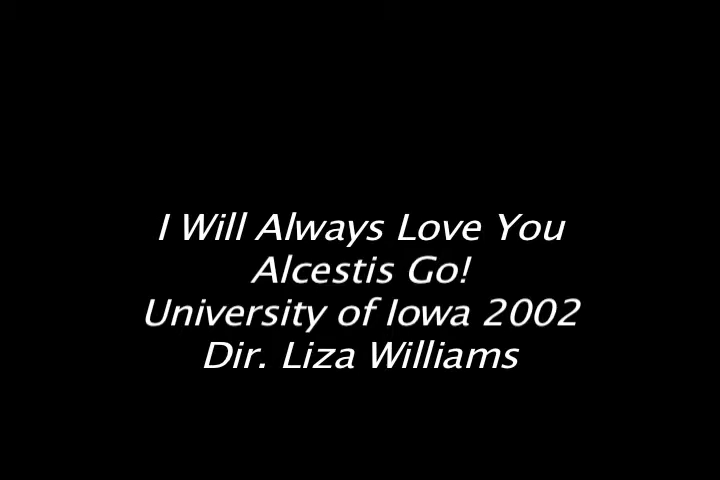 I Will Always Love You
Alcestis Go!
University of Iowa 2002
Dir. Liza Williams